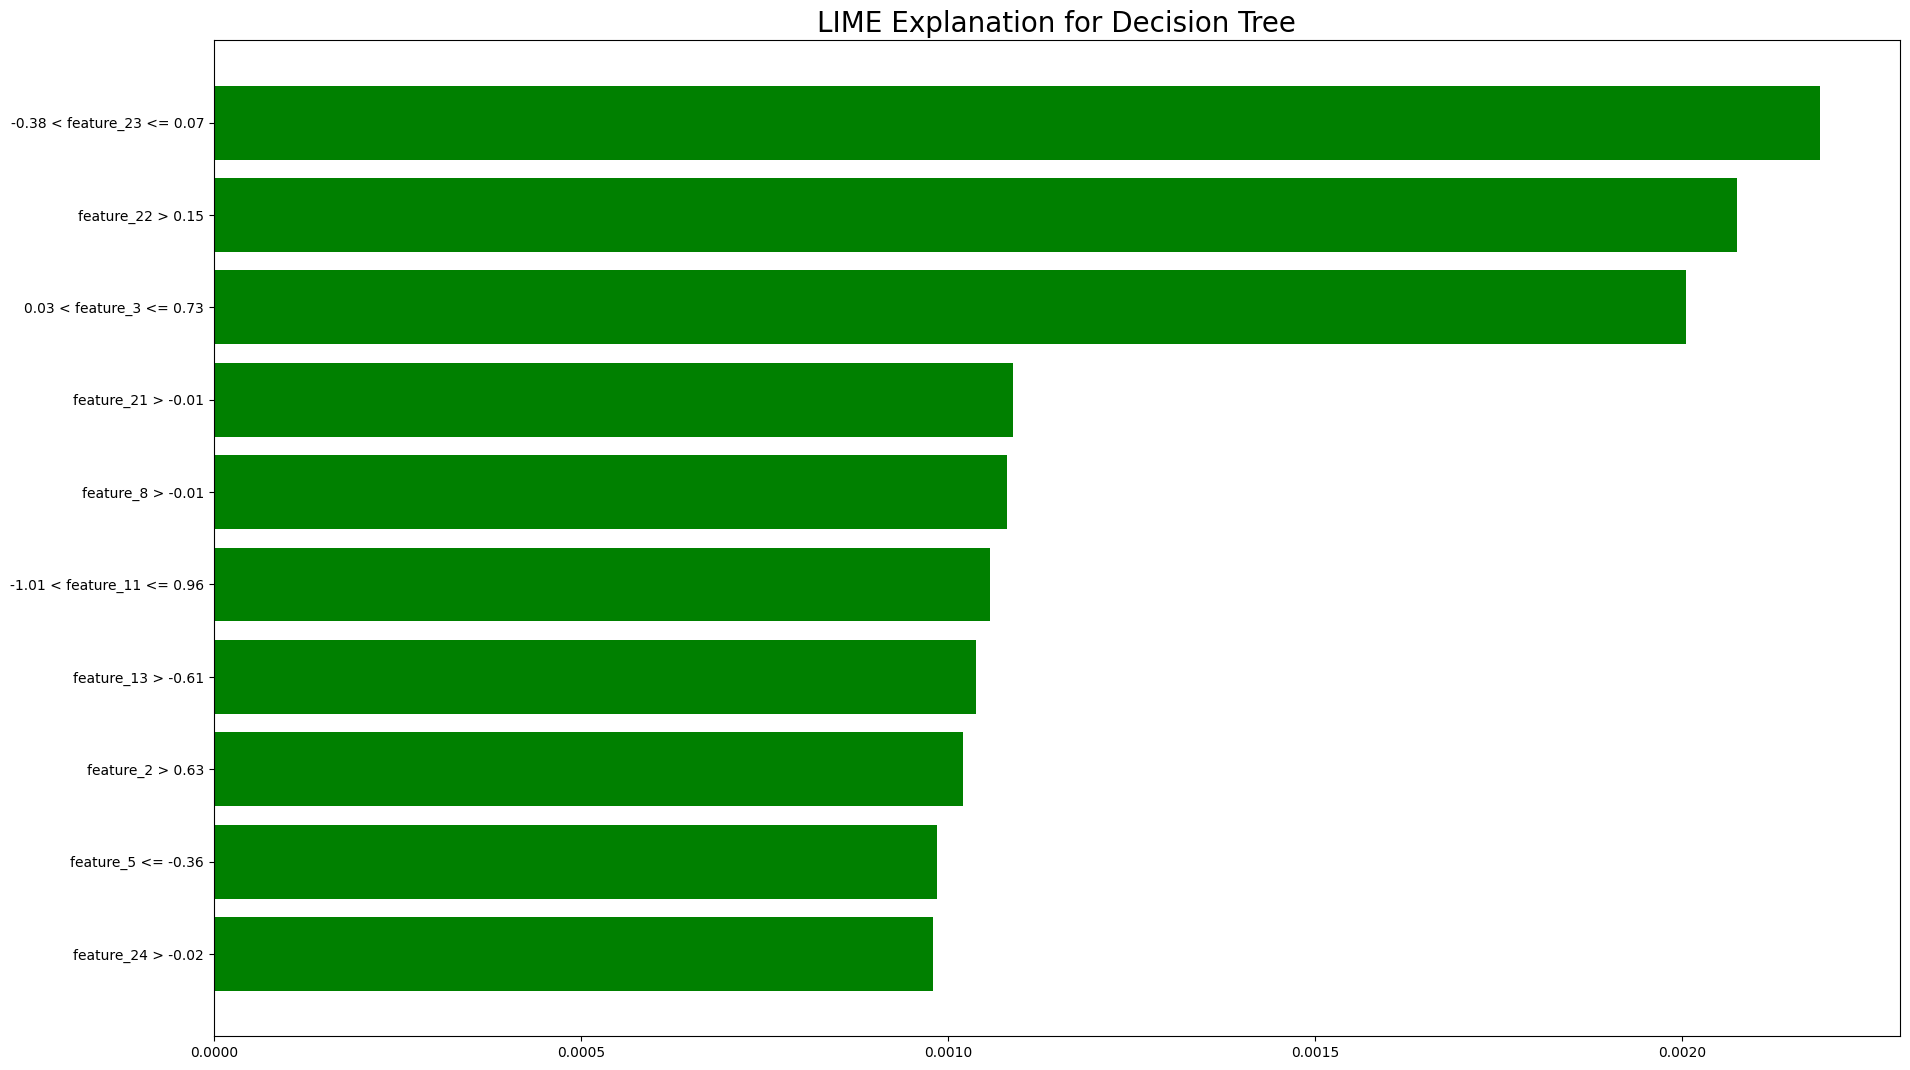 LIME Explanation for Decision Tree
-0.38 < feature_23 <= 0.07
feature_22 > 0.15
0.03 < feature_3 <= 0.73
feature_21 > -0.01
feature_8 > -0.01
-1.01 < feature_11 <= 0.96
feature_13 > -0.61
feature_2 > 0.63
feature_5 <= -0.36
feature_24 > -0.02
0.0000 0.0005 0.0010 0.0015 0.0020